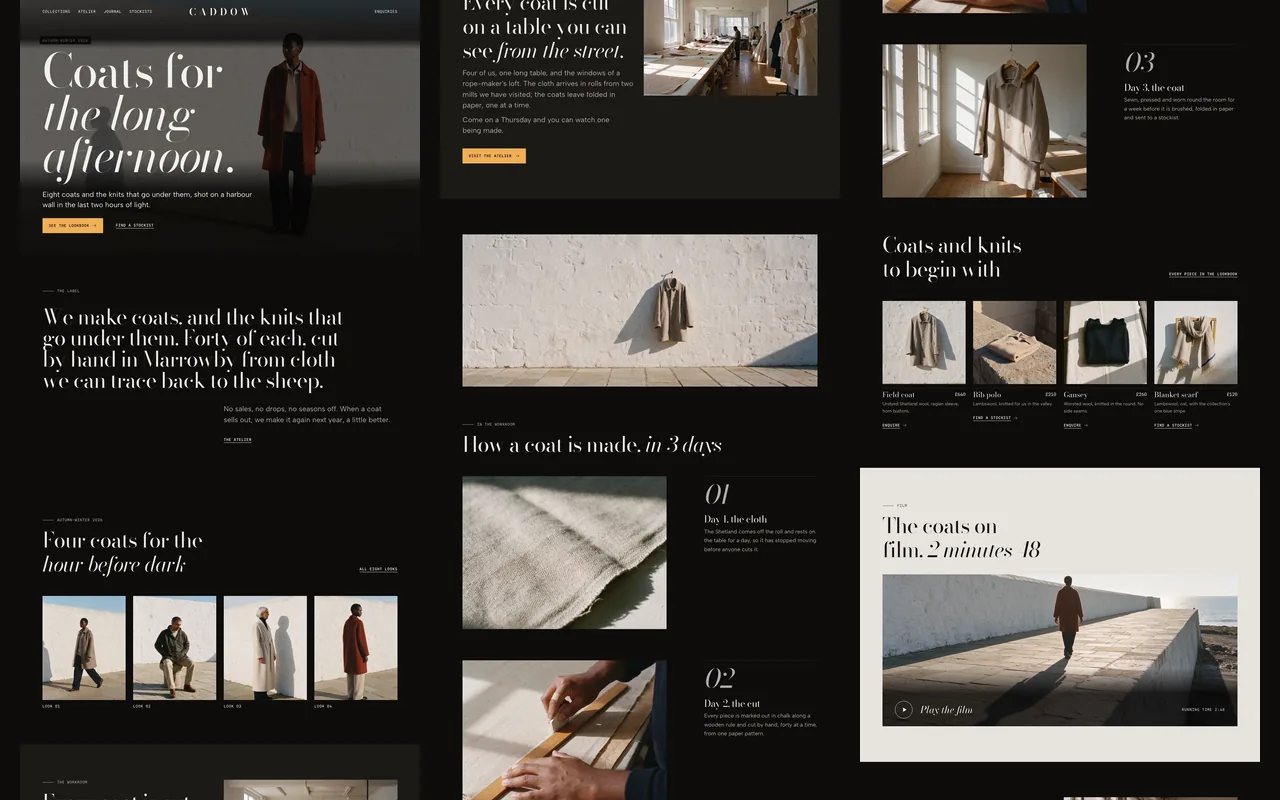 COLLECTIONS ATELIER JOURNAL STOCKISTS
CADDOW
ENQUIRIES
AUTUMN-WINTER 2026
Coats for
the long
afternoon.
Eight coats and the knits that go under them, shot on a harbour
wall in the last two hours of light.
SEE THE LOOKBOOK →
FIND A STOCKIST
THE LABEL
We make coats, and the knits that
go under them. Forty of each, cut
by hand in Marrowby from cloth
we can trace back to the sheep.
No sales, no drops, no seasons off. When a coat
sells out, we make it again next year, a little better.
THE ATELIER
AUTUMN-WINTER 2026
Four coats for the
hour before dark
ALL EIGHT LOOKS
LOOK 01
LOOK 02
LOOK 03
LOOK 04
THE WORKROOM
Every coat is cut
on a table you can
see from the street.
Four of us, one long table, and the windows of a
rope-maker's loft. The cloth arrives in rolls from two
mills we have visited; the coats leave folded in
paper, one at a time.
Come on a Thursday and you can watch one
being made.
VISIT THE ATELIER →
IN THE WORKROOM
How a coat is made, in 3 days
01
Day 1, the cloth
The Shetland comes off the roll and rests on
the table for a day, so it has stopped moving
before anyone cuts it.
02
Day 2, the cut
Every piece is marked out in chalk along a
wooden rule and cut by hand, forty at a time,
from one paper pattern.
03
Day 3, the coat
Sewn, pressed and worn round the room for
a week before it is brushed, folded in paper
and sent to a stockist.
Coats and knits
to begin with
EVERY PIECE IN THE LOOKBOOK
Field coat £640
Undyed Shetland wool, raglan sleeve,
horn buttons.
ENQUIRE →
Rib polo £210
Lambswool, knitted for us in the valley.
FIND A STOCKIST →
Gansey £260
Worsted wool, knitted in the round. No
side seams.
ENQUIRE →
Blanket scarf £120
Lambswool, owl, with the collection's
one blue stripe.
FIND A STOCKIST →
FILM
The coats on
film, 2 minutes 48
Play the film
RUNNING TIME 2:48